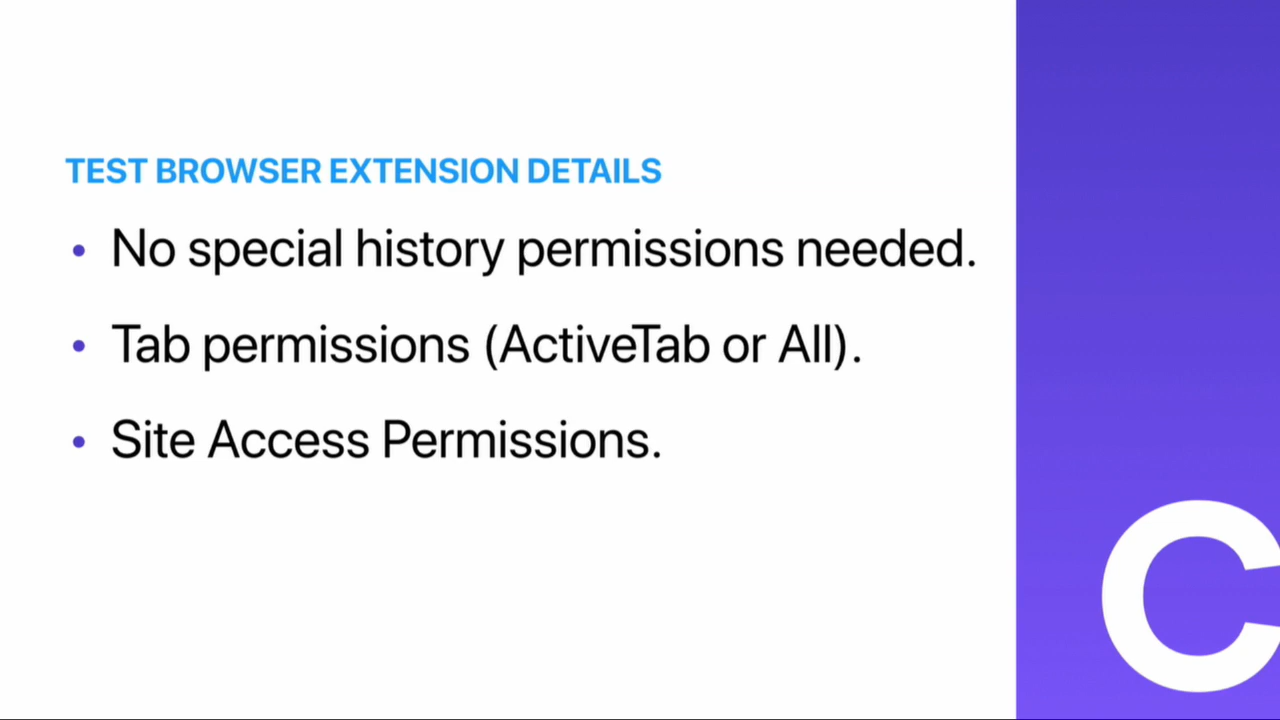 TEST BROWSER EXTENSION DETAILS
• No special history permissions needed.
• Tab permissions (ActiveTab or All).
• Site Access Permissions.
C